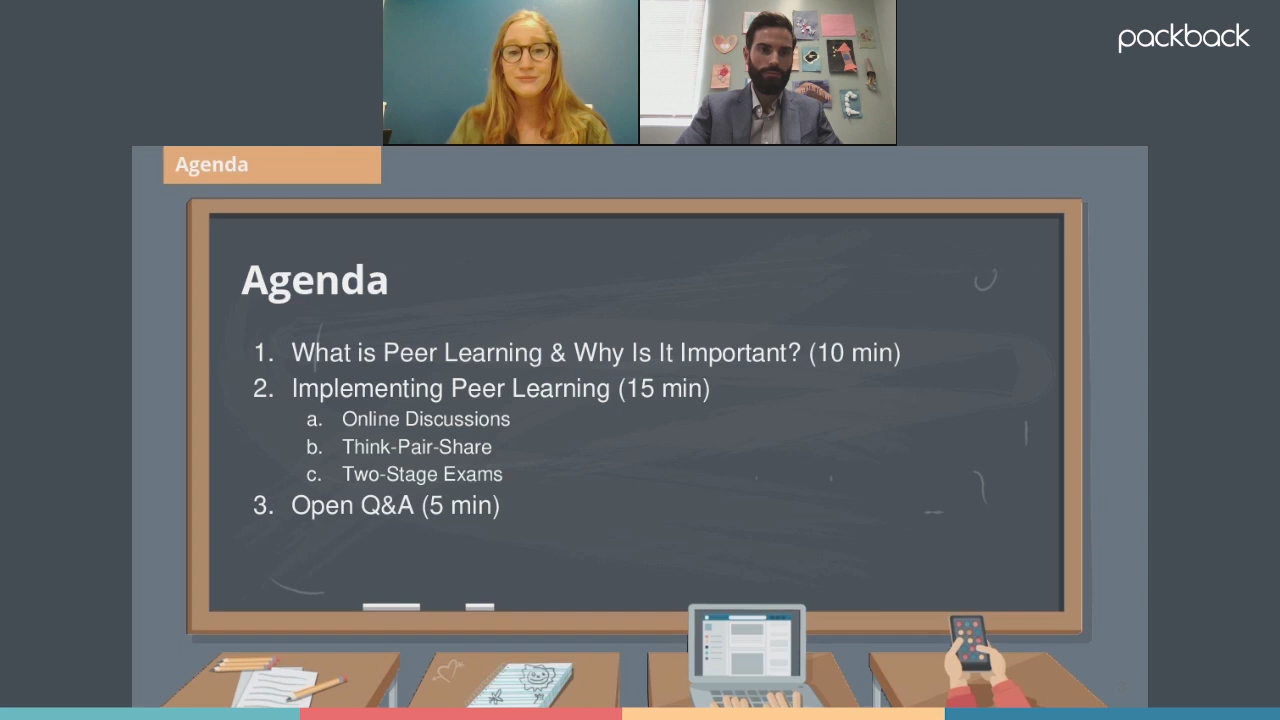 packback
Agenda
Agenda
1. What is Peer Learning & Why Is It Important? (10 min)
2. Implementing Peer Learning (15 min)
a. Online Discussions
b. Think-Pair-Share
c. Two-Stage Exams
3. Open Q&A (5 min)